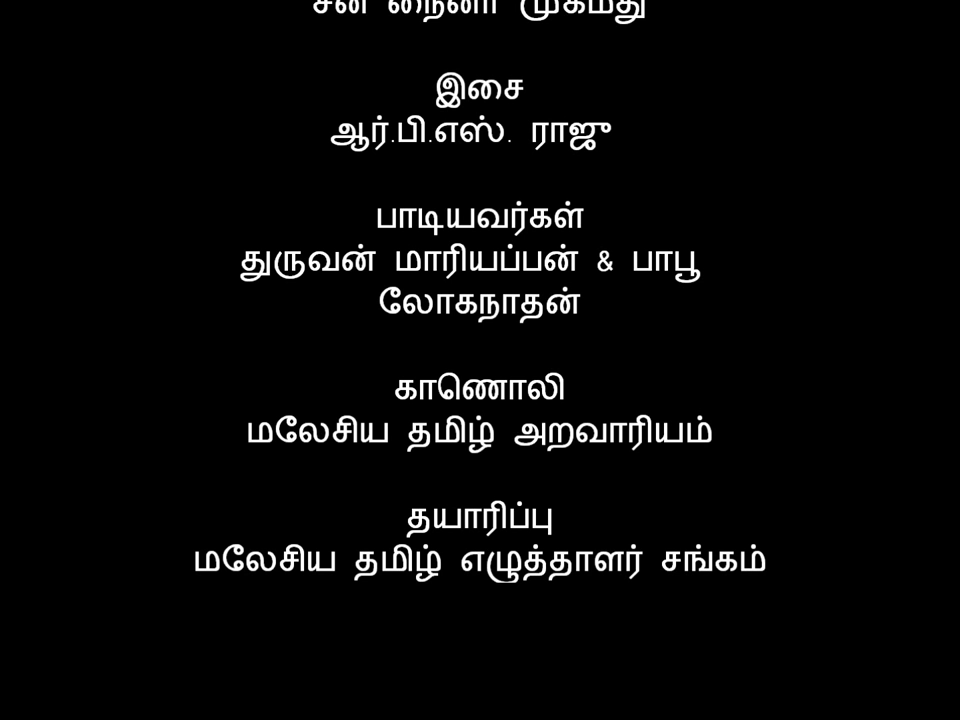 இசை
ஆர்.பி.எஸ். ராஜு
பாடியவர்கள்
துருவன் மாரியப்பன் & பாபூ
லோகநாதன்
காணொலி
மலேசிய தமிழ் அறவாரியம்
தயாரிப்பு
மலேசிய தமிழ் எழுத்தாளர் சங்கம்